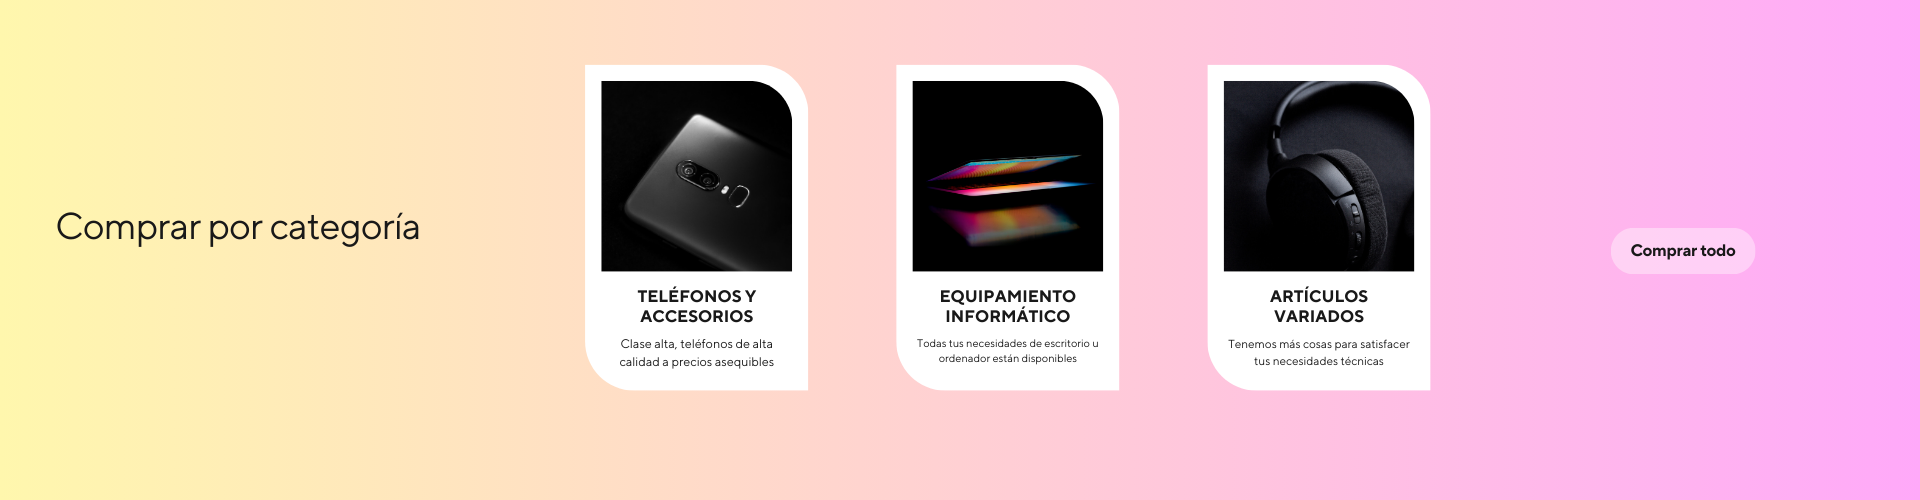 Comprar por categoría
TELÉFONOS Y
ACCESORIOS
Clase alta, teléfonos de alta
calidad a precios asequibles
EQUIPAMIENTO
INFORMÁTICO
Todas tus necesidades de escritorio u
ordenador están disponibles
ARTÍCULOS
VARIADOS
Tenemos más cosas para satisfacer
tus necesidades técnicas
Comprar todo